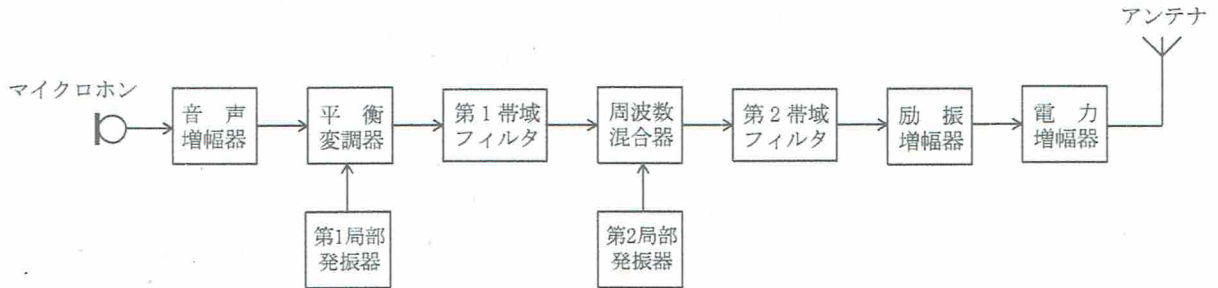 アンテナ
マイクロホン
音声
増幅器
平衡
変調器
第1帯域
フィルタ
周波数
混合器
第2帯域
フィルタ
励振
増幅器
電力
増幅器
第1局部
発振器
第2局部
発振器